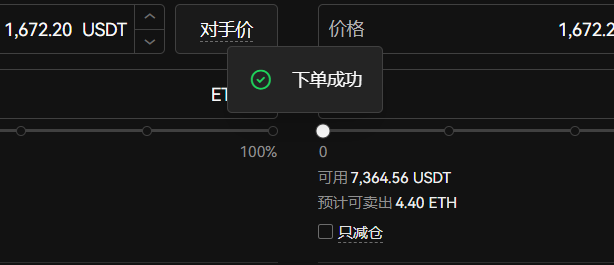 1,672.20 USDT
对手价
价格
1,672.2
下单成功
ET
100%
0
可用 7,364.56 USDT
预计可卖出 4.40 ETH
只减仓